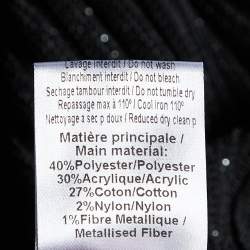 Lavage interdit / Do not wash
Blanchiment interdit / Do not bleach
Sechage tambour interdit / Do not tumble dry
Repassage max a 110° / Cool iron 110°
Nettoyage a sec p doux / Reduced dry clean p
Matière principale /
Main material:
40%Polyester/Polyester
30%Acrylique/Acrylic
27%Coton/Cotton
2%Nylon/Nylon
1%Fibre Metallique /
Metallised Fiber